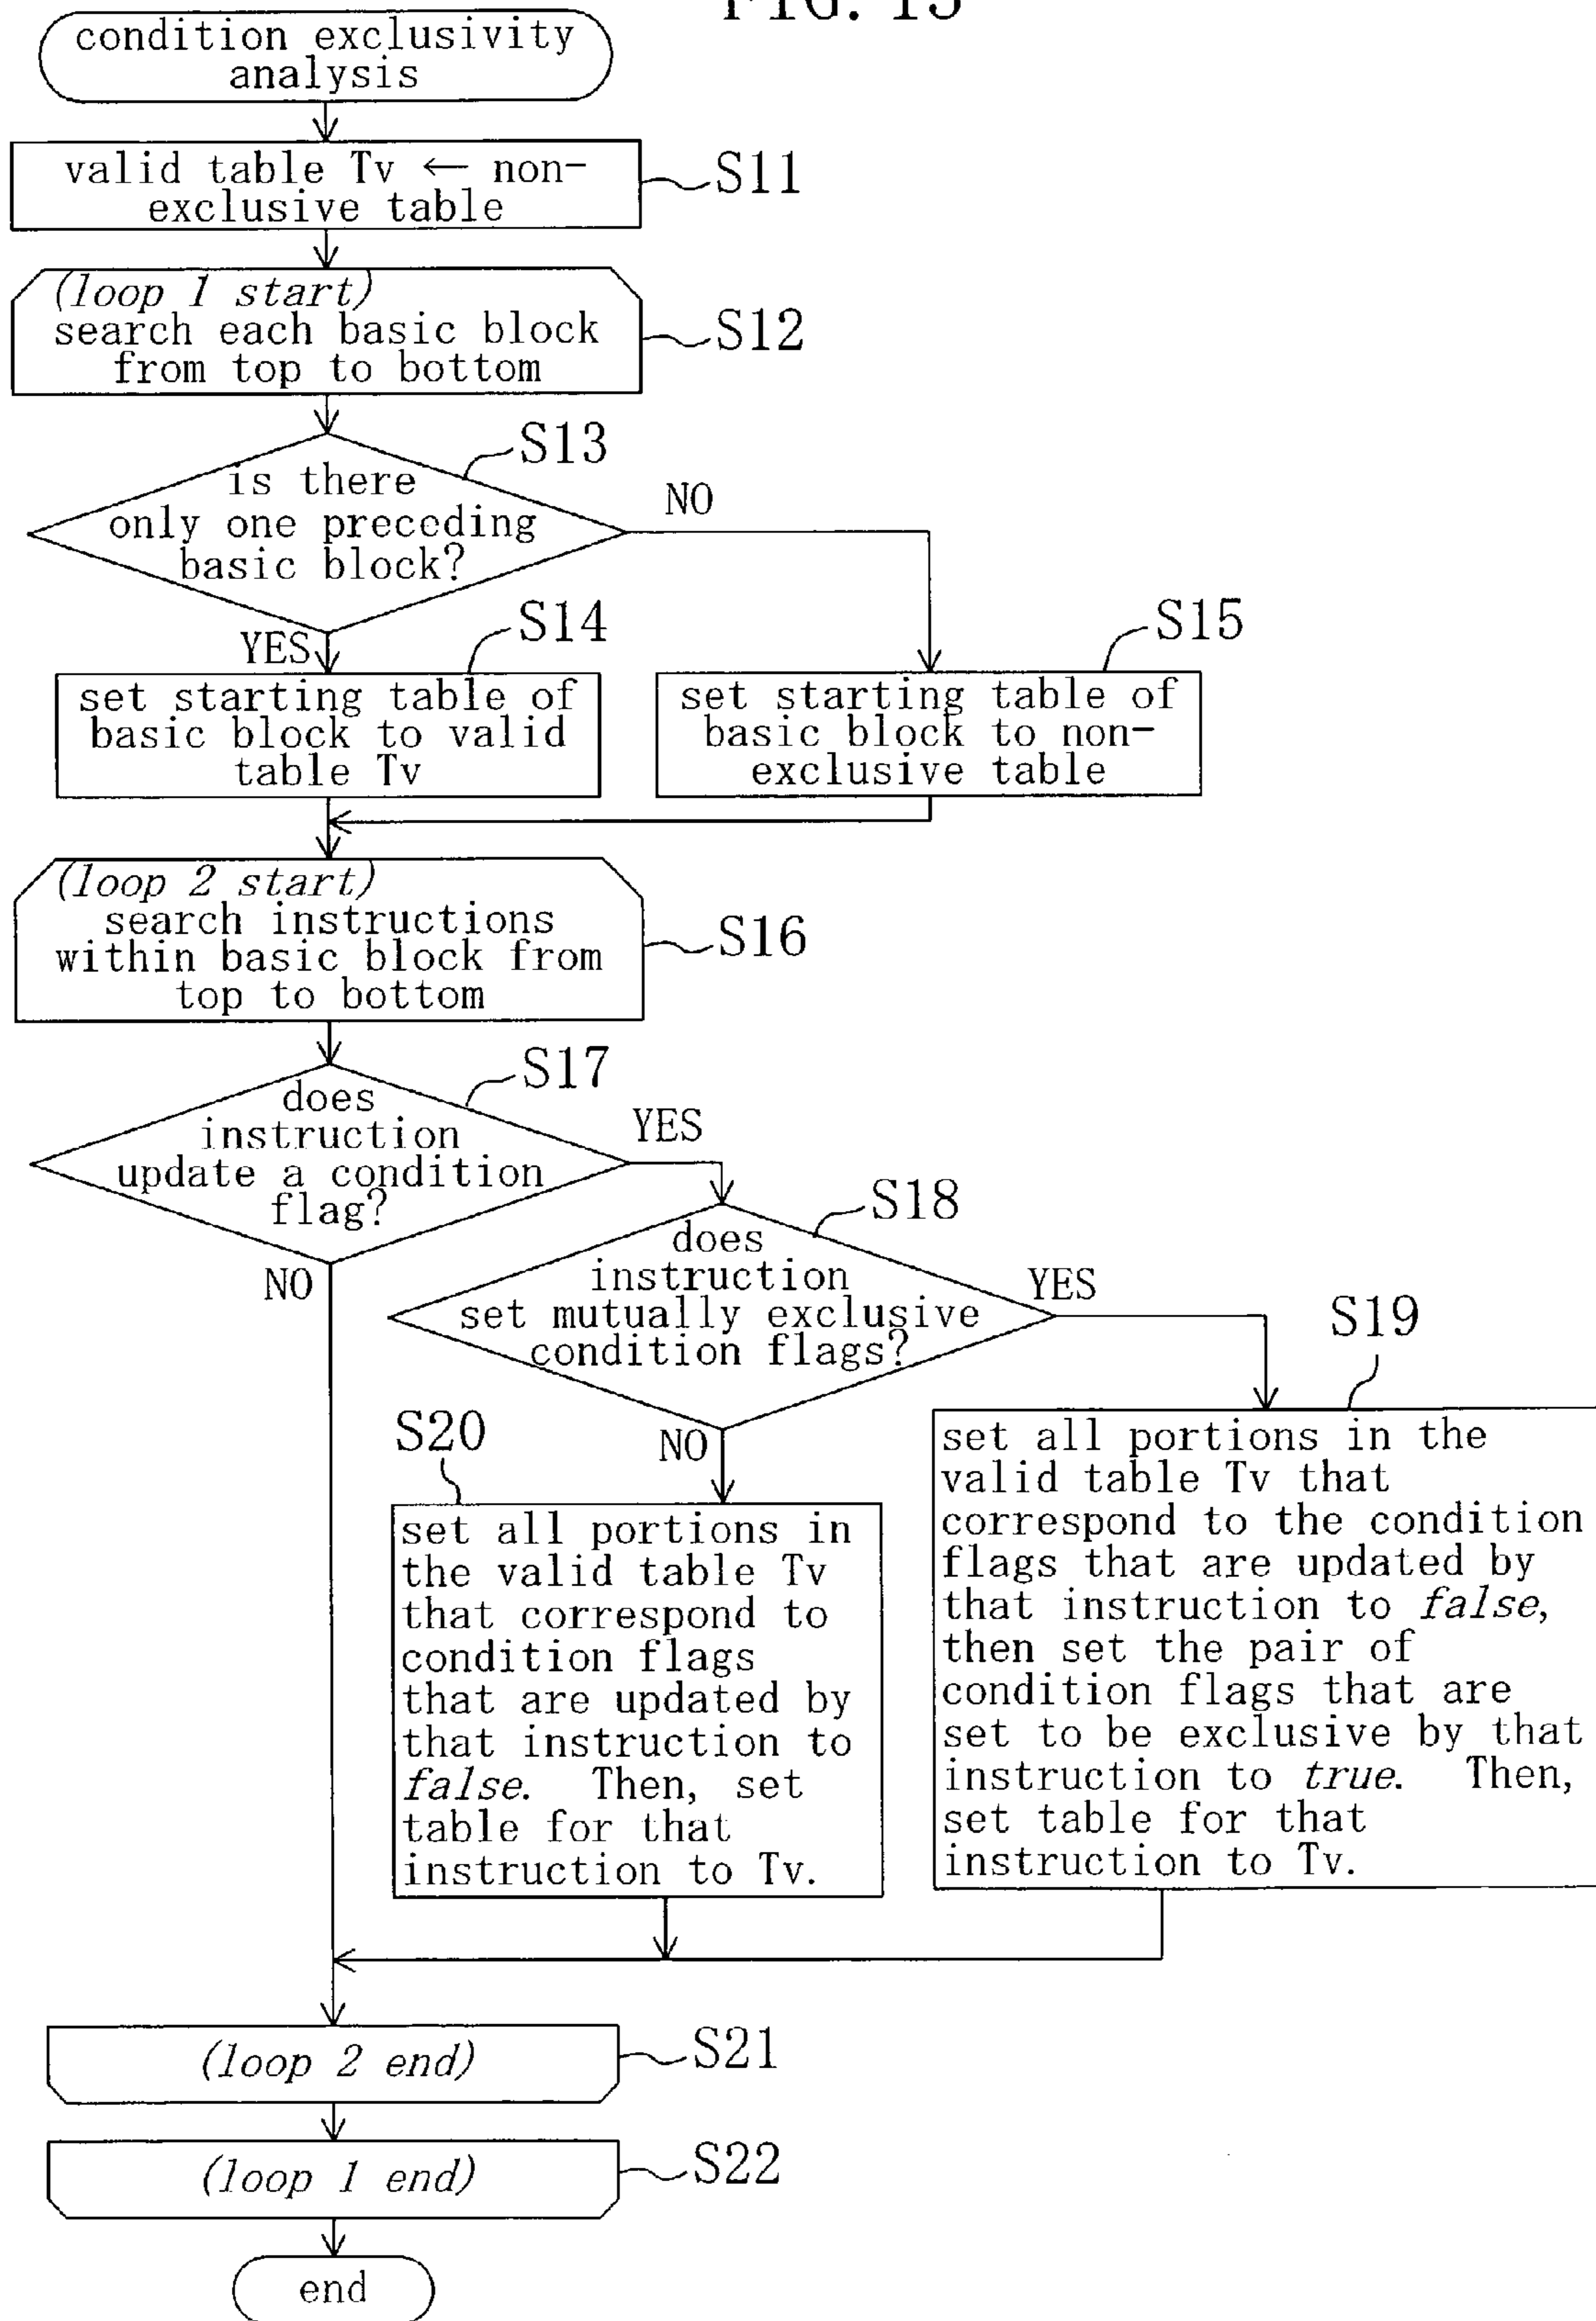 condition exclusivity
analysis
valid table Tv ← non-
exclusive table
S11
(loop 1 start)
search each basic block
from top to bottom
S12
S13
is there
only one preceding
basic block?
NO
YES
S14
set starting table of
basic block to valid
table Tv
S15
set starting table of
basic block to non-
exclusive table
(loop 2 start)
search instructions
within basic block from
top to bottom
S16
S17
does
instruction
update a condition
flag?
YES
NO
S18
does
instruction
set mutually exclusive
condition flags?
YES
NO
S19
set all portions in the
valid table Tv that
correspond to the condition
flags that are updated by
that instruction to false,
then set the pair of
condition flags that are
set to be exclusive by that
instruction to true. Then,
set table for that
instruction to Tv.
S20
set all portions in
the valid table Tv
that correspond to
condition flags
that are updated by
that instruction to
false. Then, set
table for that
instruction to Tv.
(loop 2 end)
S21
(loop 1 end)
S22
end